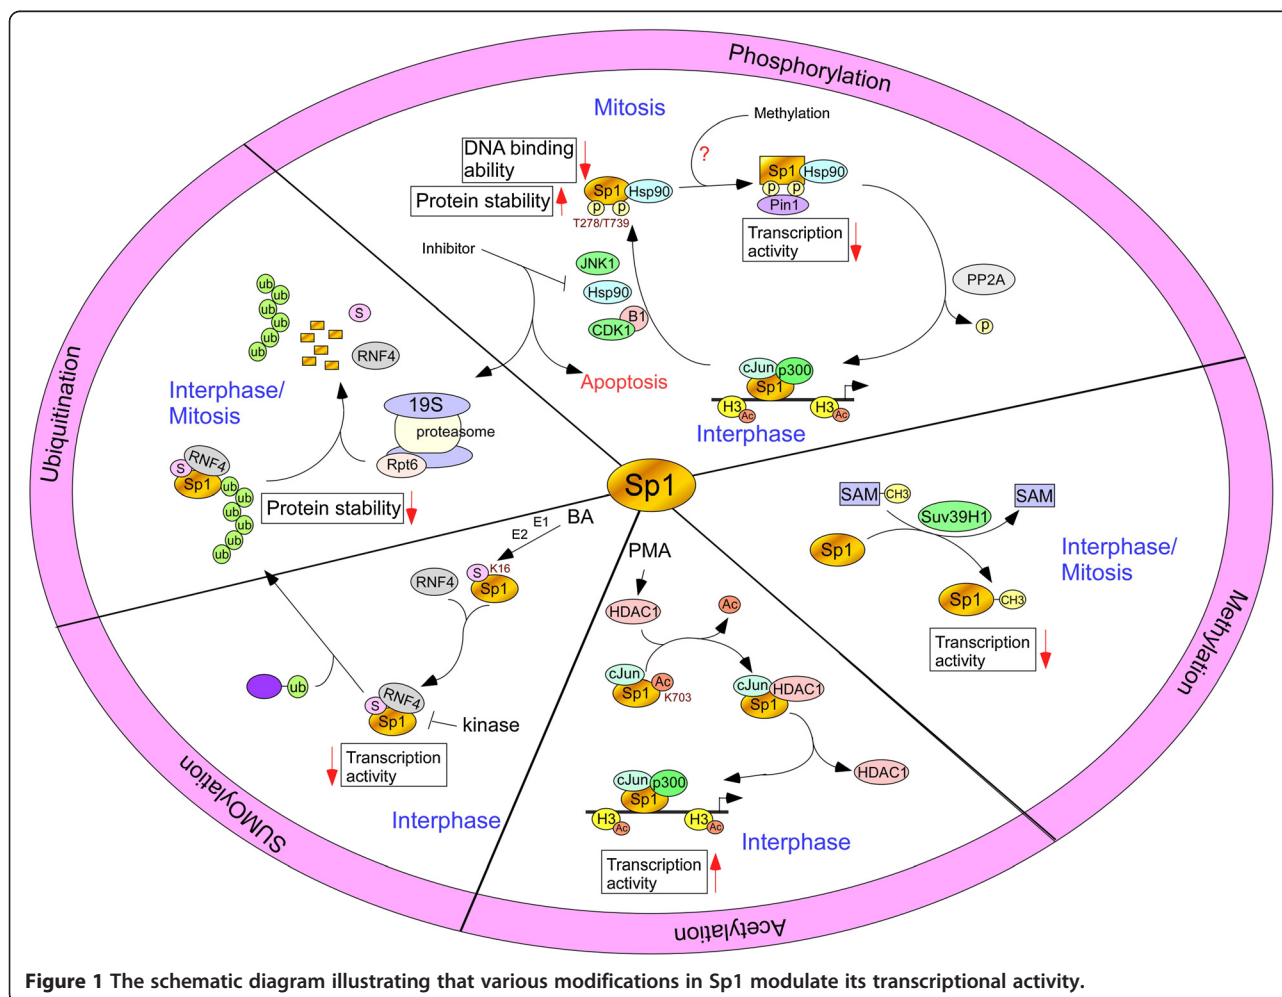 Phosphorylation
Mitosis
Methylation
?
DNA binding
ability
Protein stability
Sp1
Hsp90
p
p
T278/T739
Sp1
Hsp90
p
p
Pin1
Transcription
activity
Inhibitor
JNK1
Hsp90
B1
CDK1
Apoptosis
PP2A
p
cJun
p300
Sp1
H3
Ac
H3
Ac
Interphase
Ubiquitination
ub
ub
ub
ub
ub
ub
S
RNF4
Interphase/
Mitosis
19S
proteasome
Rpt6
RNF4
S
Sp1
ub
ub
ub
ub
ub
ub
Protein stability
Sp1
SAM
CH3
SAM
Suv39H1
Sp1
Interphase/
Mitosis
Sp1
CH3
Transcription
activity
Methylation
BA
E1
E2
S
K16
Sp1
RNF4
ub
RNF4
S
Sp1
kinase
Transcription
activity
Interphase
SUMOylation
PMA
HDAC1
Ac
cJun
Sp1
Ac
K703
cJun
HDAC1
Sp1
HDAC1
cJun
p300
Sp1
H3
Ac
H3
Ac
Interphase
Transcription
activity
Acetylation
Figure 1 The schematic diagram illustrating that various modifications in Sp1 modulate its transcriptional activity.